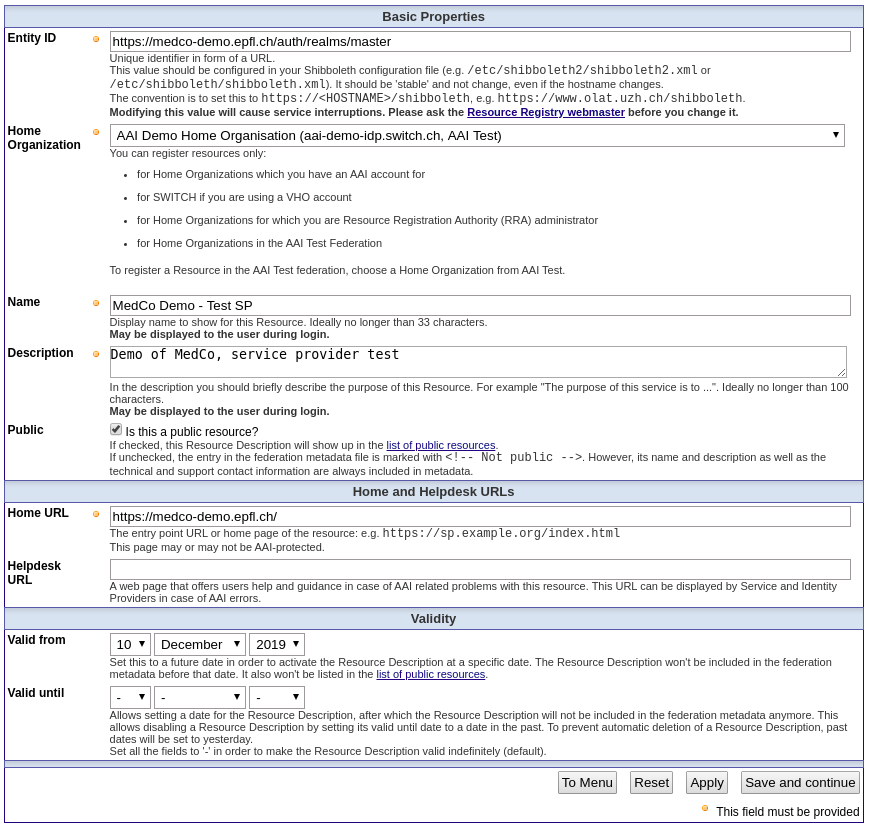 Basic Properties
Entity ID
https://medco-demo.epfl.ch/auth/realms/master
Unique identifier in form of a URL.
This value should be configured in your Shibboleth configuration file (e.g. /etc/shibboleth2/shibboleth2.xml or
/etc/shibboleth/shibboleth.xml). It should be 'stable' and not change, even if the hostname changes.
The convention is to set this to https://<HOSTNAME>/shibboleth, e.g. https://www.olat.uzh.ch/shibboleth.
Modifying this value will cause service interruptions. Please ask the Resource Registry webmaster before you change it.
Home
Organization
AAI Demo Home Organisation (aai-demo-idp.switch.ch, AAI Test)
You can register resources only:
• for Home Organizations which you have an AAI account for
• for SWITCH if you are using a VHO account
• for Home Organizations for which you are Resource Registration Authority (RRA) administrator
• for Home Organizations in the AAI Test Federation
To register a Resource in the AAI Test federation, choose a Home Organization from AAI Test.
Name
MedCo Demo - Test SP
Display name to show for this Resource. Ideally no longer than 33 characters.
May be displayed to the user during login.
Description
Demo of MedCo, service provider test
In the description you should briefly describe the purpose of this Resource. For example "The purpose of this service is to ...". Ideally no longer than 100
characters.
May be displayed to the user during login.
Public
Is this a public resource?
If checked, this Resource Description will show up in the list of public resources.
If unchecked, the entry in the federation metadata file is marked with <!-- Not public -->. However, its name and description as well as the
technical and support contact information are always included in metadata.
Home and Helpdesk URLs
Home URL
https://medco-demo.epfl.ch/
The entry point URL or home page of the resource: e.g. https://sp.example.org/index.html
This page may or may not be AAI-protected.
Helpdesk
URL
A web page that offers users help and guidance in case of AAI related problems with this resource. This URL can be displayed by Service and Identity
Providers in case of AAI errors.
Validity
Valid from
10 December 2019
Set this to a future date in order to activate the Resource Description at a specific date. The Resource Description won't be included in the federation
metadata before that date. It also won't be listed in the list of public resources.
Valid until
- - -
Allows setting a date for the Resource Description, after which the Resource Description will not be included in the federation metadata anymore. This
allows disabling a Resource Description by setting its valid until date to a date in the past. To prevent automatic deletion of a Resource Description, past
dates will be set to yesterday.
Set all the fields to '-' in order to make the Resource Description valid indefinitely (default).
To Menu Reset Apply Save and continue
This field must be provided